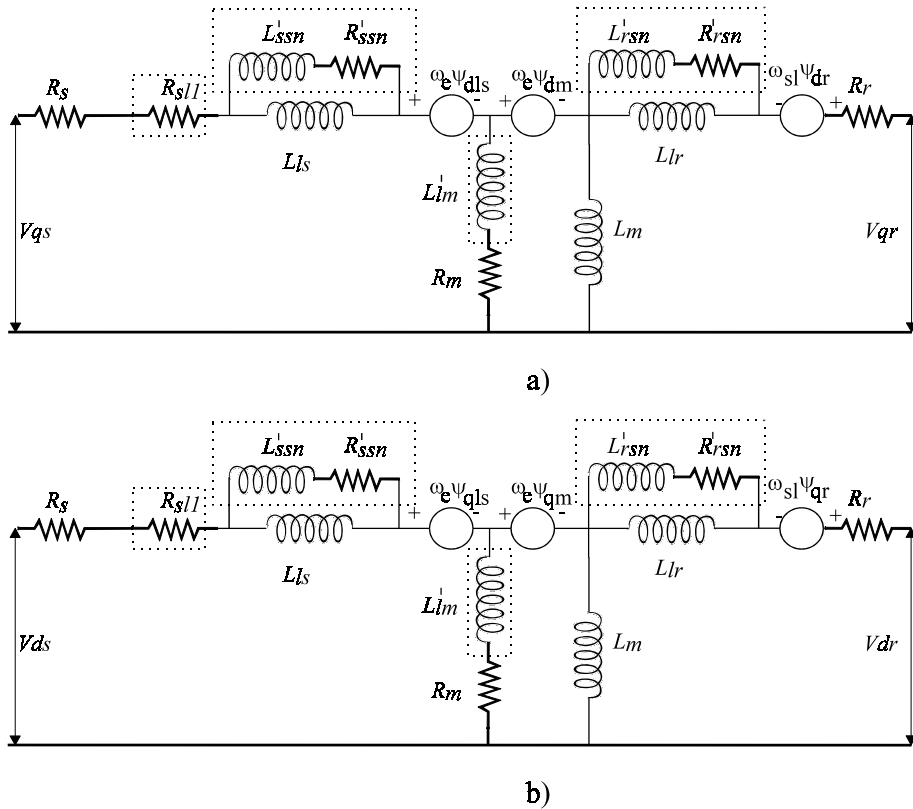 L'ssn R'ssn L'rsn R'rsn
Rs Rsl1 + ωeψdls - + ωeψdm - - ωslψdr + Rr
Lls Llr
L'lm
Vqs Lm Vqr
Rm
a)
L'ssn R'ssn L'rsn R'rsn
Rs Rsl1 + ωeψqls - + ωeψqm - - ωslψqr + Rr
Lls Llr
L'lm
Vds Lm Vdr
Rm
b)